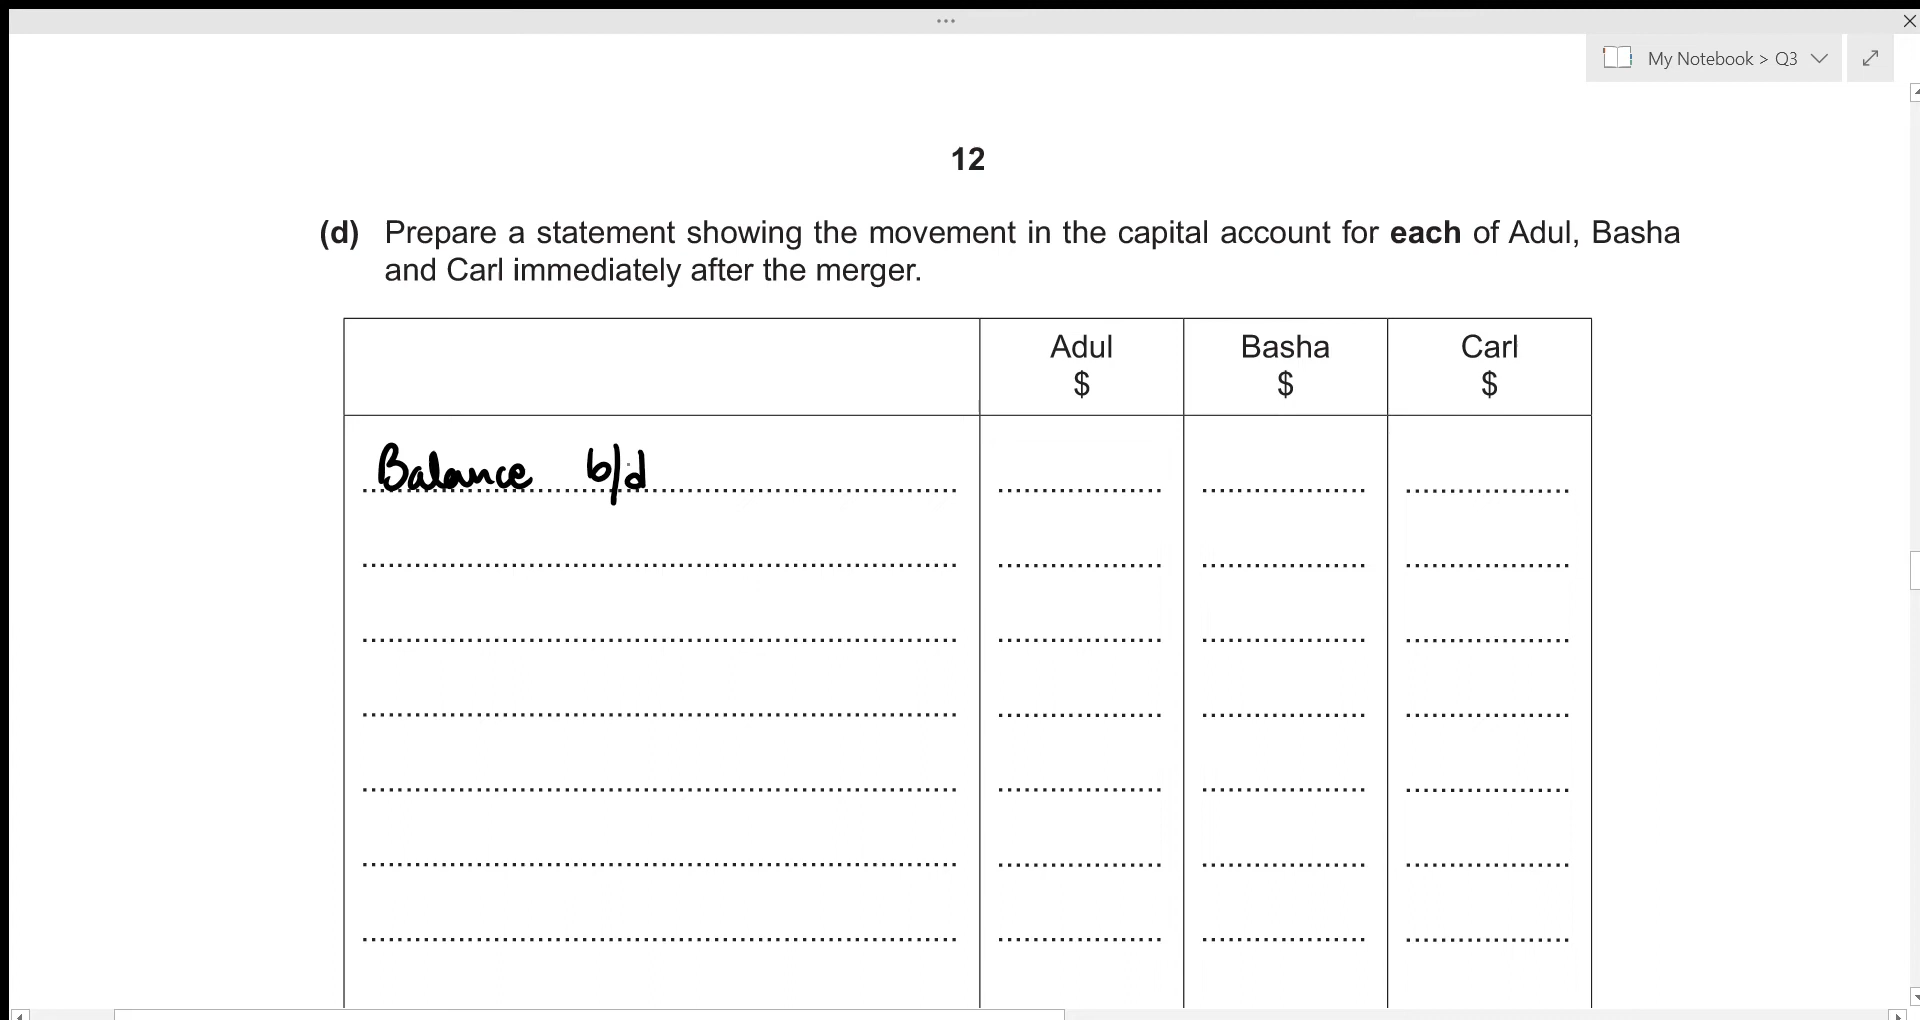 My Notebook > Q3
12
(d) Prepare a statement showing the movement in the capital account for each of Adul, Basha
and Carl immediately after the merger.
Adul Basha Carl
$ $ $
Balance b/d